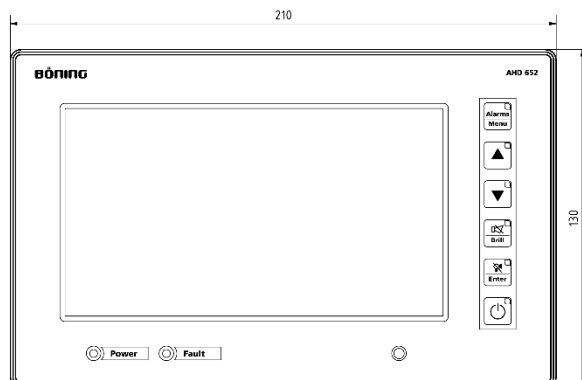 210
BÖNING
AHD 652
Alarms
Menu
130
Brill
Enter
Power
Fault